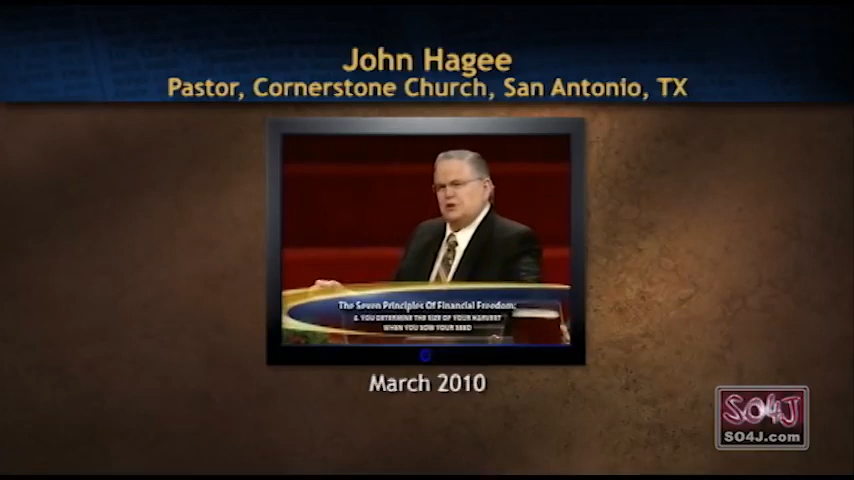 John Hagee
Pastor, Cornerstone Church, San Antonio, TX
The Seven Principles Of Financial Freedom:
4. YOU DETERMINE THE SIZE OF YOUR HARVEST
WHEN YOU SOW YOUR SEED
March 2010
SO4J
SO4J.com